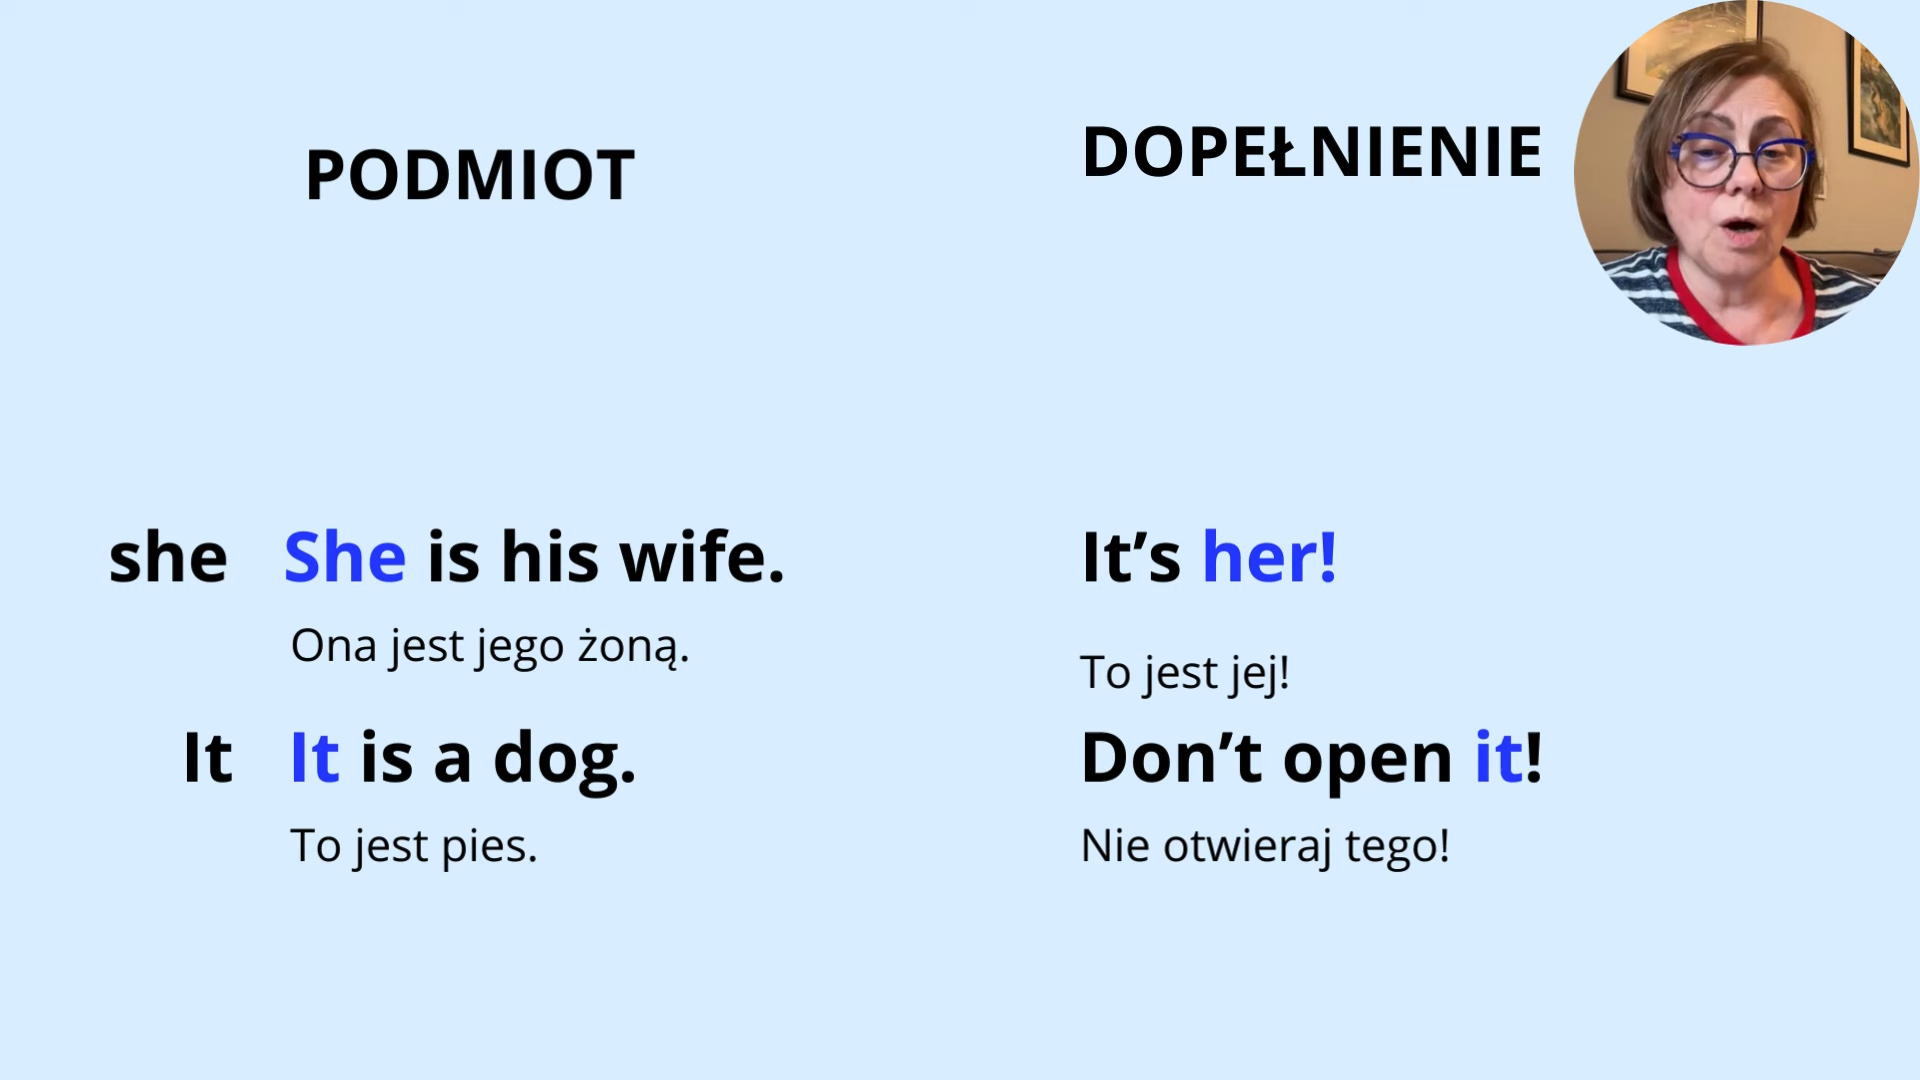 PODMIOT
DOPEŁNIENIE
she She is his wife.
Ona jest jego żoną.
It's her!
To jest jej!
It It is a dog.
To jest pies.
Don’t open it!
Nie otwieraj tego!